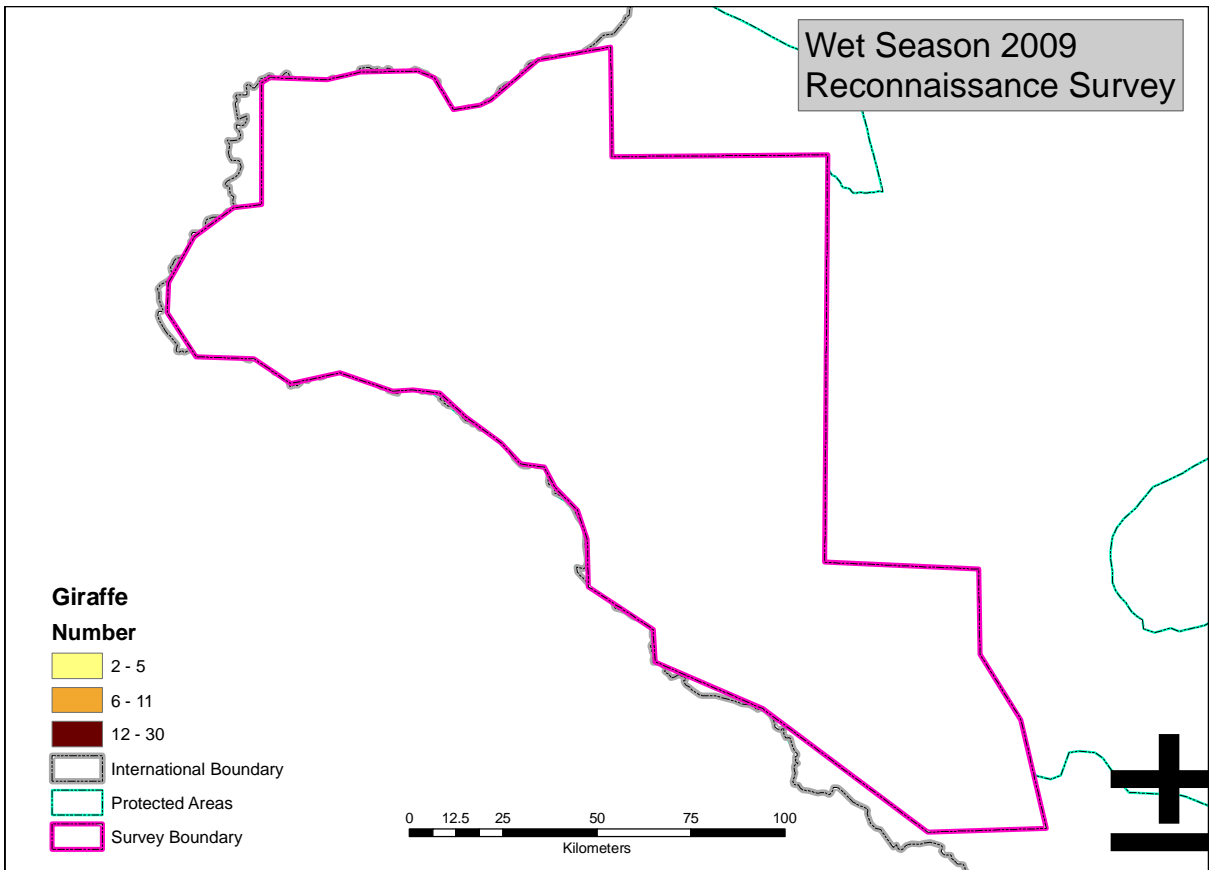 Wet Season 2009
Reconnaissance Survey
Giraffe
Number
2 - 5
6 - 11
12 - 30
International Boundary
Protected Areas
Survey Boundary
0 12.5 25 50 75 100
Kilometers